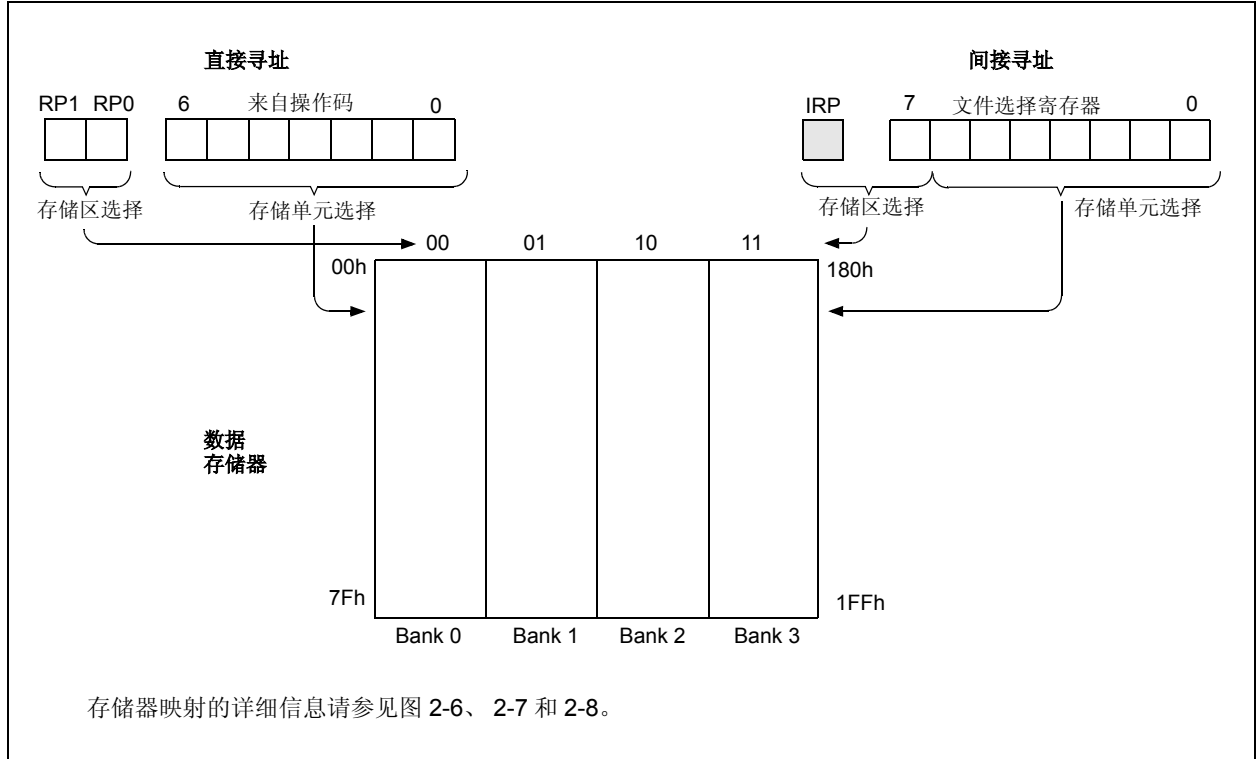 直接寻址
间接寻址
RP1 RP0 6 来自操作码 0
IRP 7 文件选择寄存器 0
存储区选择 存储单元选择
存储区选择 存储单元选择
00 01 10 11
00h 180h
数据
存储器
7Fh 1FFh
Bank 0 Bank 1 Bank 2 Bank 3
存储器映射的详细信息请参见图 2-6、 2-7 和 2-8。